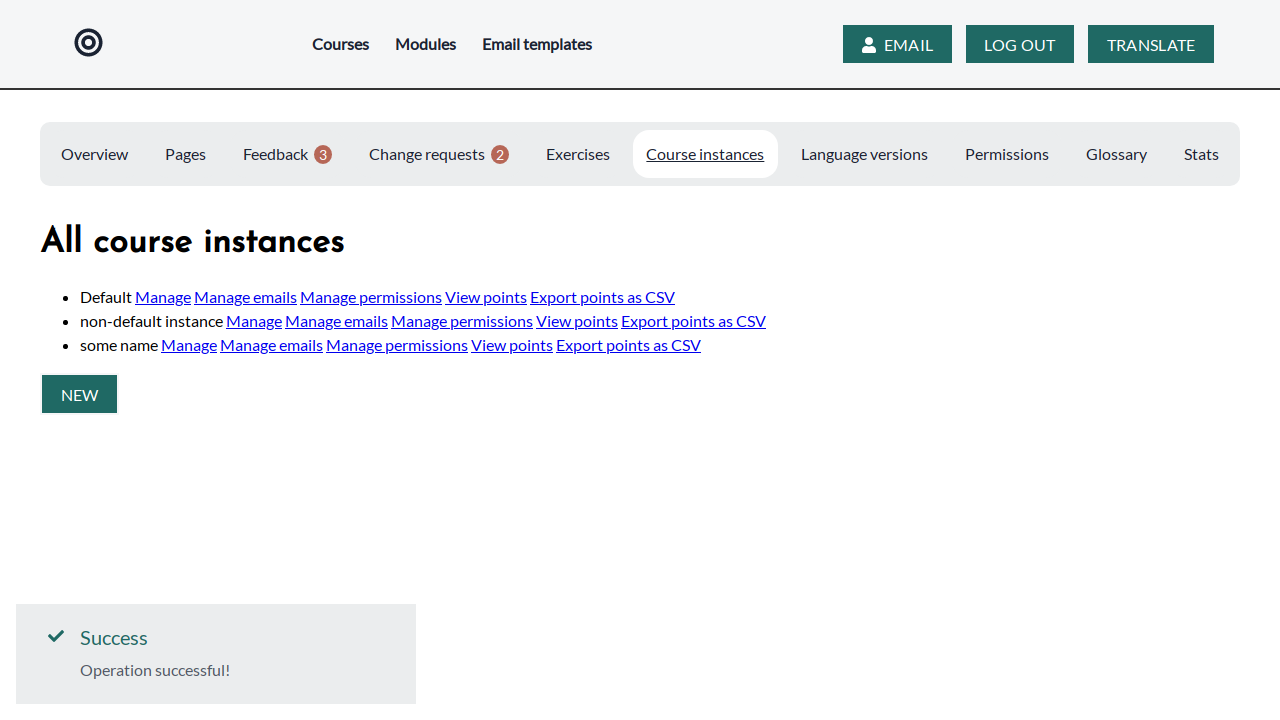 Courses Modules Email templates EMAIL LOG OUT TRANSLATE
Overview Pages Feedback 3 Change requests 2 Exercises Course instances Language versions Permissions Glossary Stats
All course instances
Default Manage Manage emails Manage permissions View points Export points as CSV
non-default instance Manage Manage emails Manage permissions View points Export points as CSV
some name Manage Manage emails Manage permissions View points Export points as CSV
NEW
Success
Operation successful!